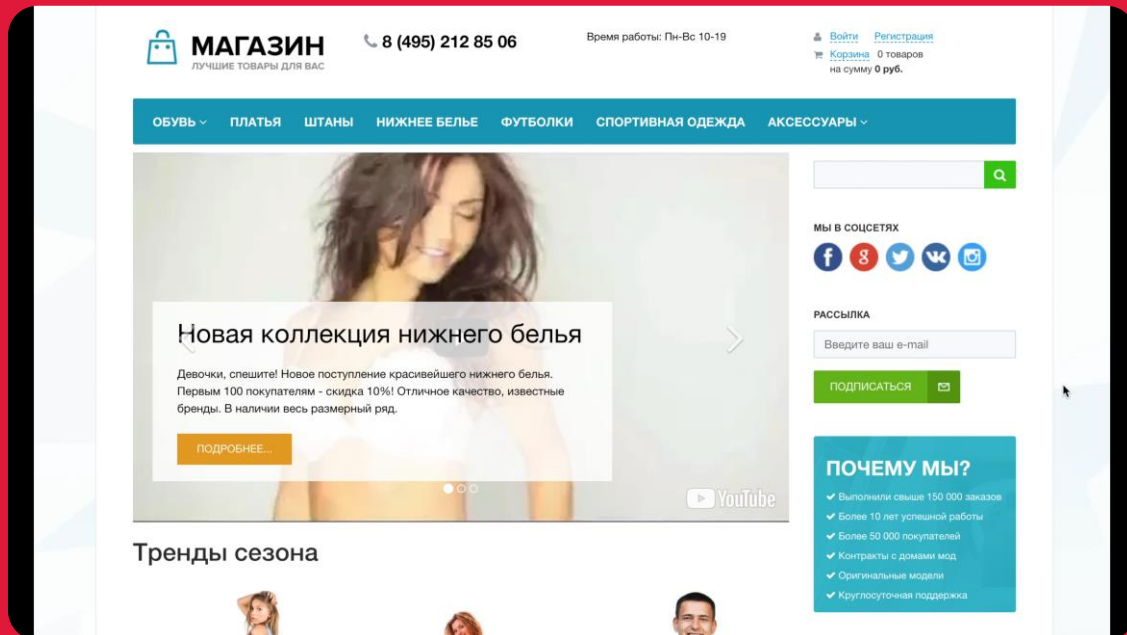 МАГАЗИН
ЛУЧШИЕ ТОВАРЫ ДЛЯ ВАС
8 (495) 212 85 06
Время работы: Пн-Вс 10-19
Войти Регистрация
Корзина 0 товаров
на сумму 0 руб.
ОБУВЬ ПЛАТЬЯ ШТАНЫ НИЖНЕЕ БЕЛЬЕ ФУТБОЛКИ СПОРТИВНАЯ ОДЕЖДА АКСЕССУАРЫ
Новая коллекция нижнего белья
Девочки, спешите! Новое поступление красивейшего нижнего белья.
Первым 100 покупателям - скидка 10%! Отличное качество, известные
бренды. В наличии весь размерный ряд.
ПОДРОБНЕЕ...
YouTube
Тренды сезона
МЫ В СОЦСЕТЯХ
РАССЫЛКА
Введите ваш e-mail
ПОДПИСАТЬСЯ
ПОЧЕМУ МЫ?
Выполнили свыше 150 000 заказов
Более 10 лет успешной работы
Более 50 000 покупателей
Контракты с домами мод
Оригинальные модели
Круглосуточная поддержка